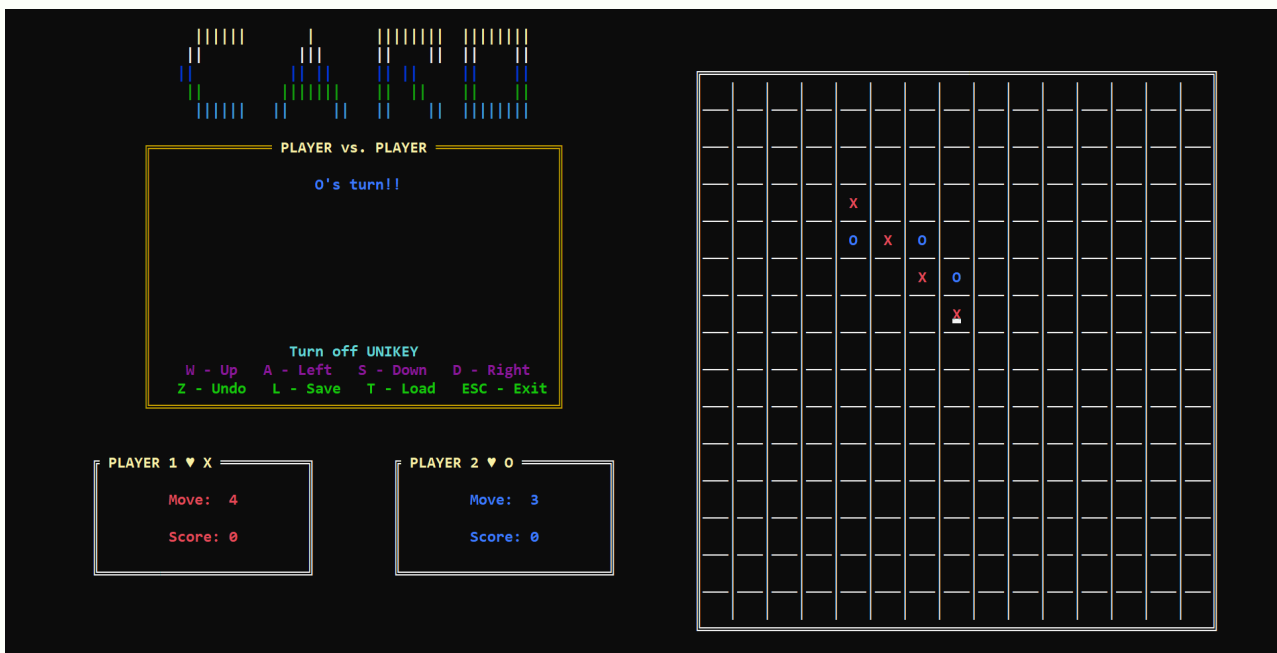 CARO
PLAYER vs. PLAYER
O's turn!!
Turn off UNIKEY
W - Up A - Left S - Down D - Right
Z - Undo L - Save T - Load ESC - Exit
PLAYER 1 ♥ X
Move: 4
Score: 0
PLAYER 2 ♥ O
Move: 3
Score: 0
X
O X O
X O
X